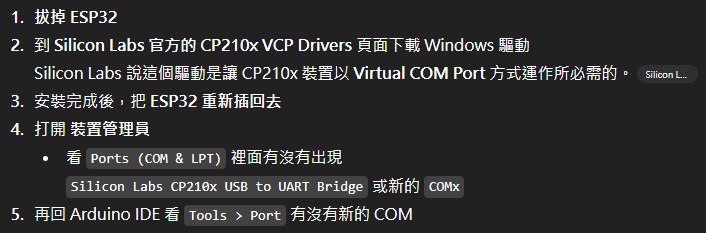 1. 拔掉 ESP32
2. 到 Silicon Labs 官方的 CP210x VCP Drivers 頁面下載 Windows 驅動
Silicon Labs 說這個驅動是讓 CP210x 裝置以 Virtual COM Port 方式運作所必需的。 Silicon L...
3. 安裝完成後，把 ESP32 重新插回去
4. 打開 裝置管理員
• 看 Ports (COM & LPT) 裡面有沒有出現
Silicon Labs CP210x USB to UART Bridge 或新的 COMx
5. 再回 Arduino IDE 看 Tools > Port 有沒有新的 COM